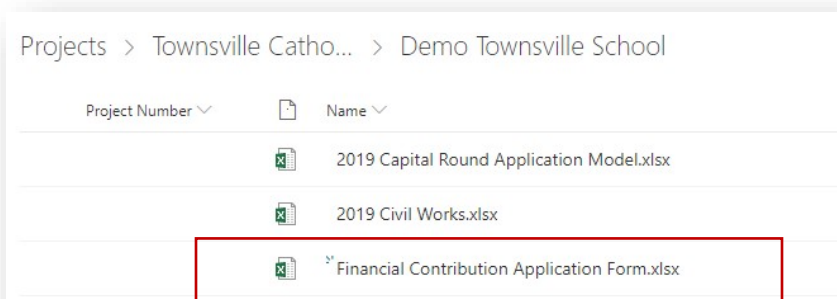 Projects > Townsville Catho... > Demo Townsville School
Project Number Name
2019 Capital Round Application Model.xlsx
2019 Civil Works.xlsx
Financial Contribution Application Form.xlsx